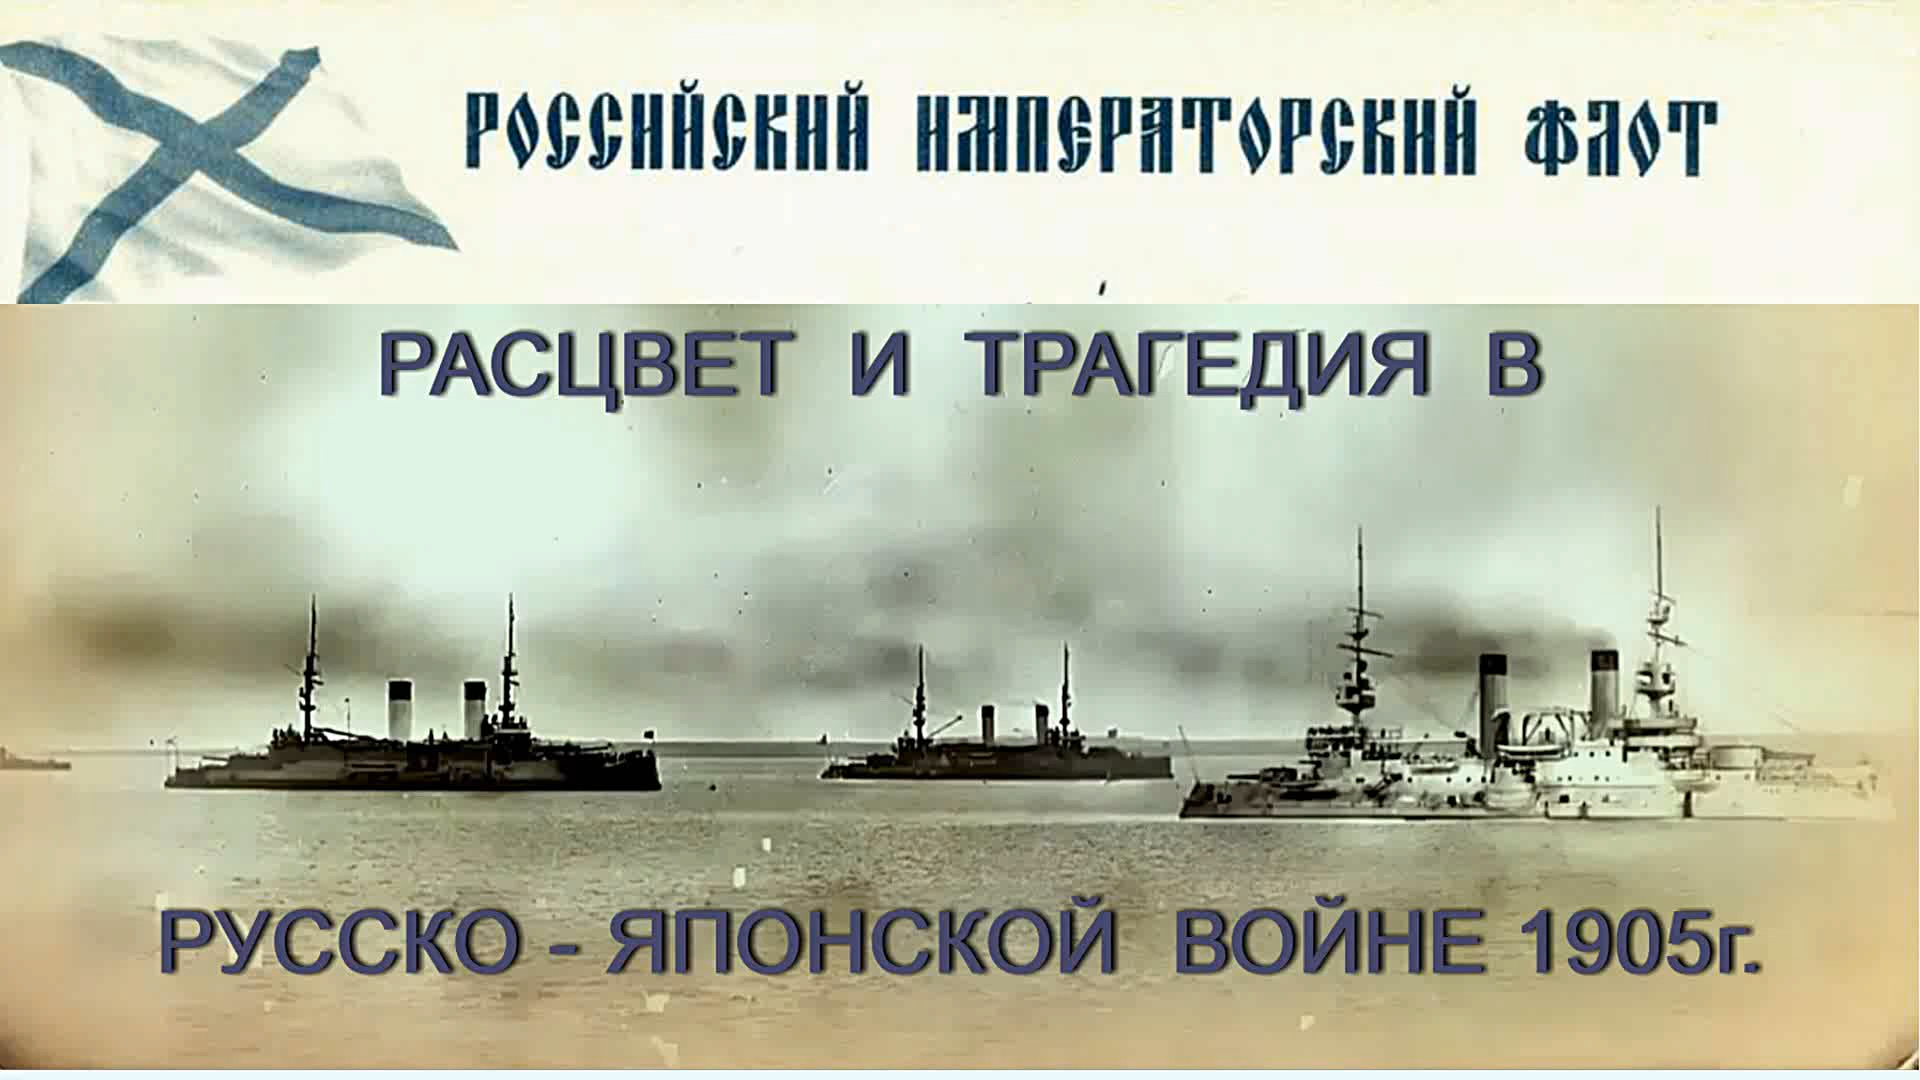 РОССИЙСКИЙ ИМПЕРАТОРСКИЙ ФЛОТ
РАСЦВЕТ И ТРАГЕДИЯ В
РУССКО - ЯПОНСКОЙ ВОЙНЕ 1905г.